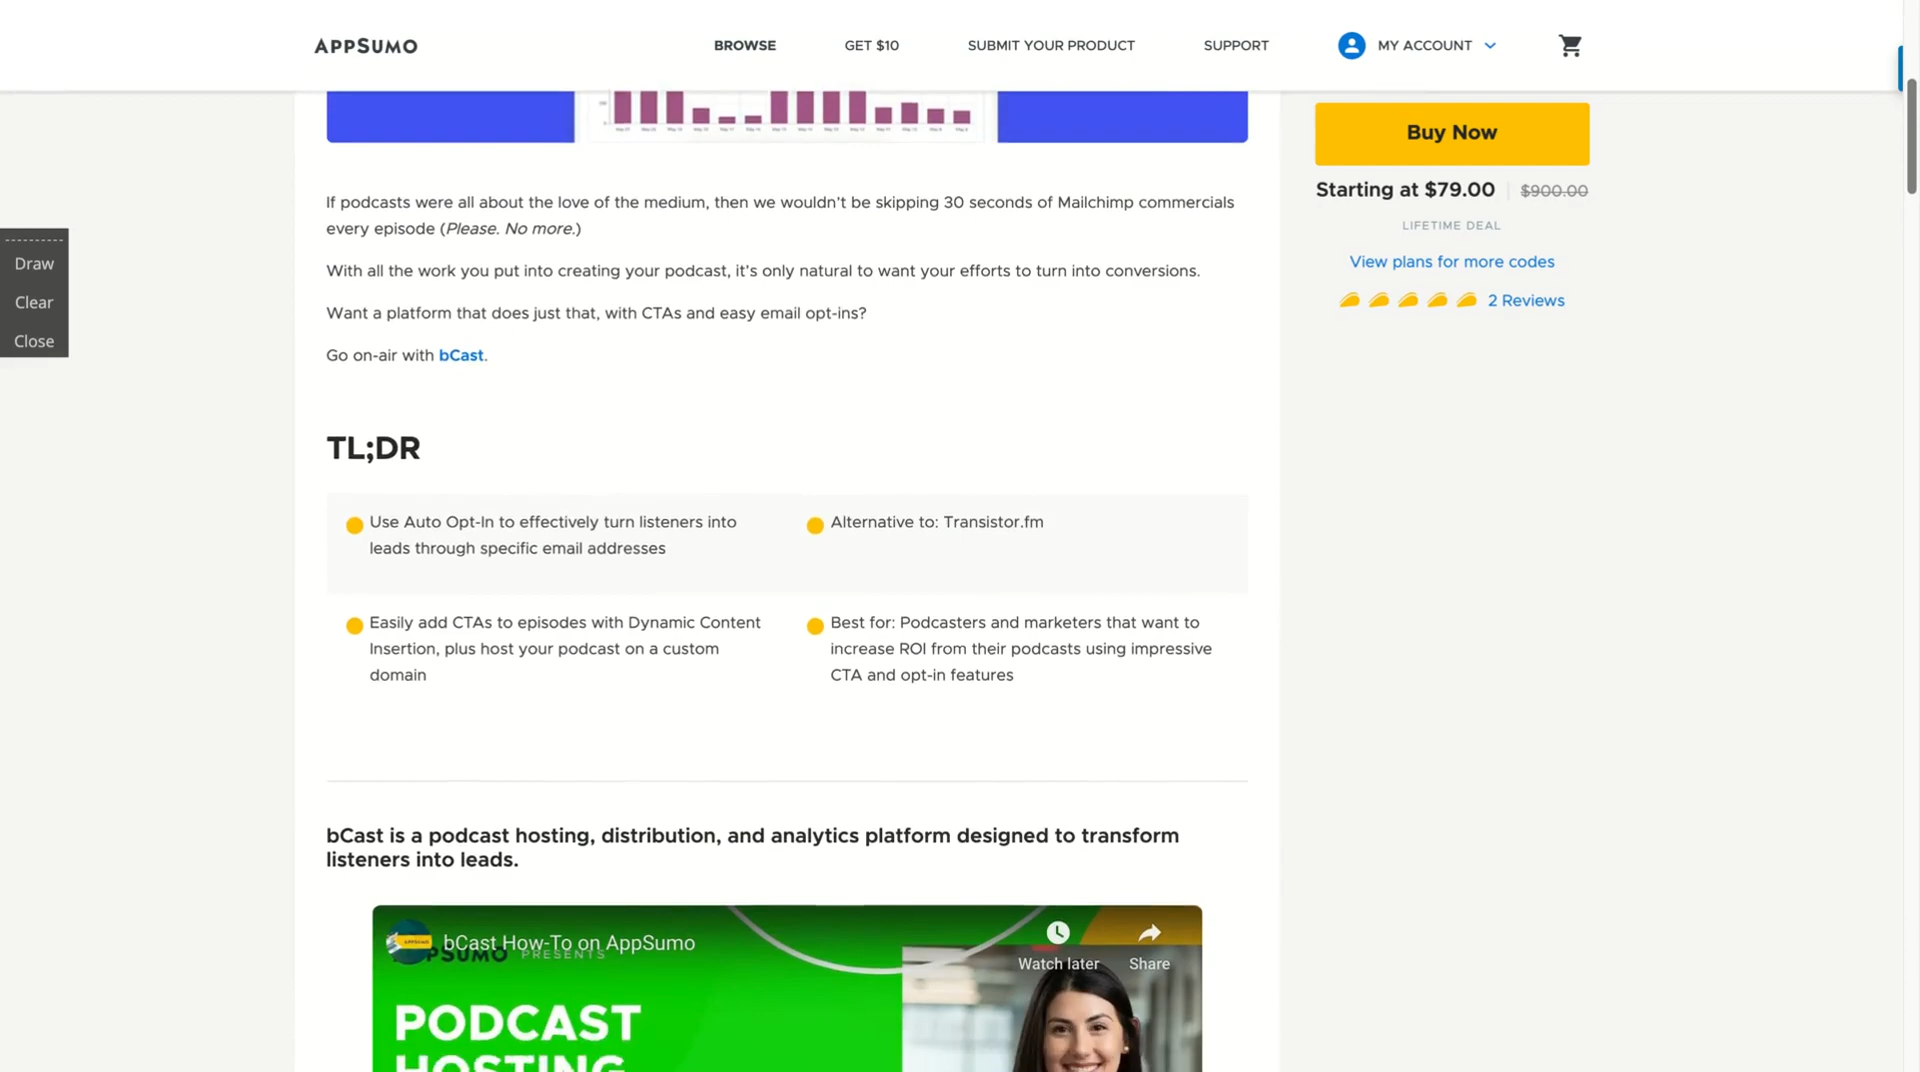 APPSUMO
BROWSE
GET $10
SUBMIT YOUR PRODUCT
SUPPORT
MY ACCOUNT
Buy Now
Starting at $79.00
$900.00
LIFETIME DEAL
View plans for more codes
2 Reviews
Draw
Clear
Close
If podcasts were all about the love of the medium, then we wouldn't be skipping 30 seconds of Mailchimp commercials
every episode (Please. No more.)
With all the work you put into creating your podcast, it's only natural to want your efforts to turn into conversions.
Want a platform that does just that, with CTAs and easy email opt-ins?
Go on-air with bCast.
TL;DR
Use Auto Opt-In to effectively turn listeners into
leads through specific email addresses
Alternative to: Transistor.fm
Easily add CTAs to episodes with Dynamic Content
Insertion, plus host your podcast on a custom
domain
Best for: Podcasters and marketers that want to
increase ROI from their podcasts using impressive
CTA and opt-in features
bCast is a podcast hosting, distribution, and analytics platform designed to transform
listeners into leads.
bCast How-To on AppSumo
PRESENTS
Watch later
Share
PODCAST
HOSTING